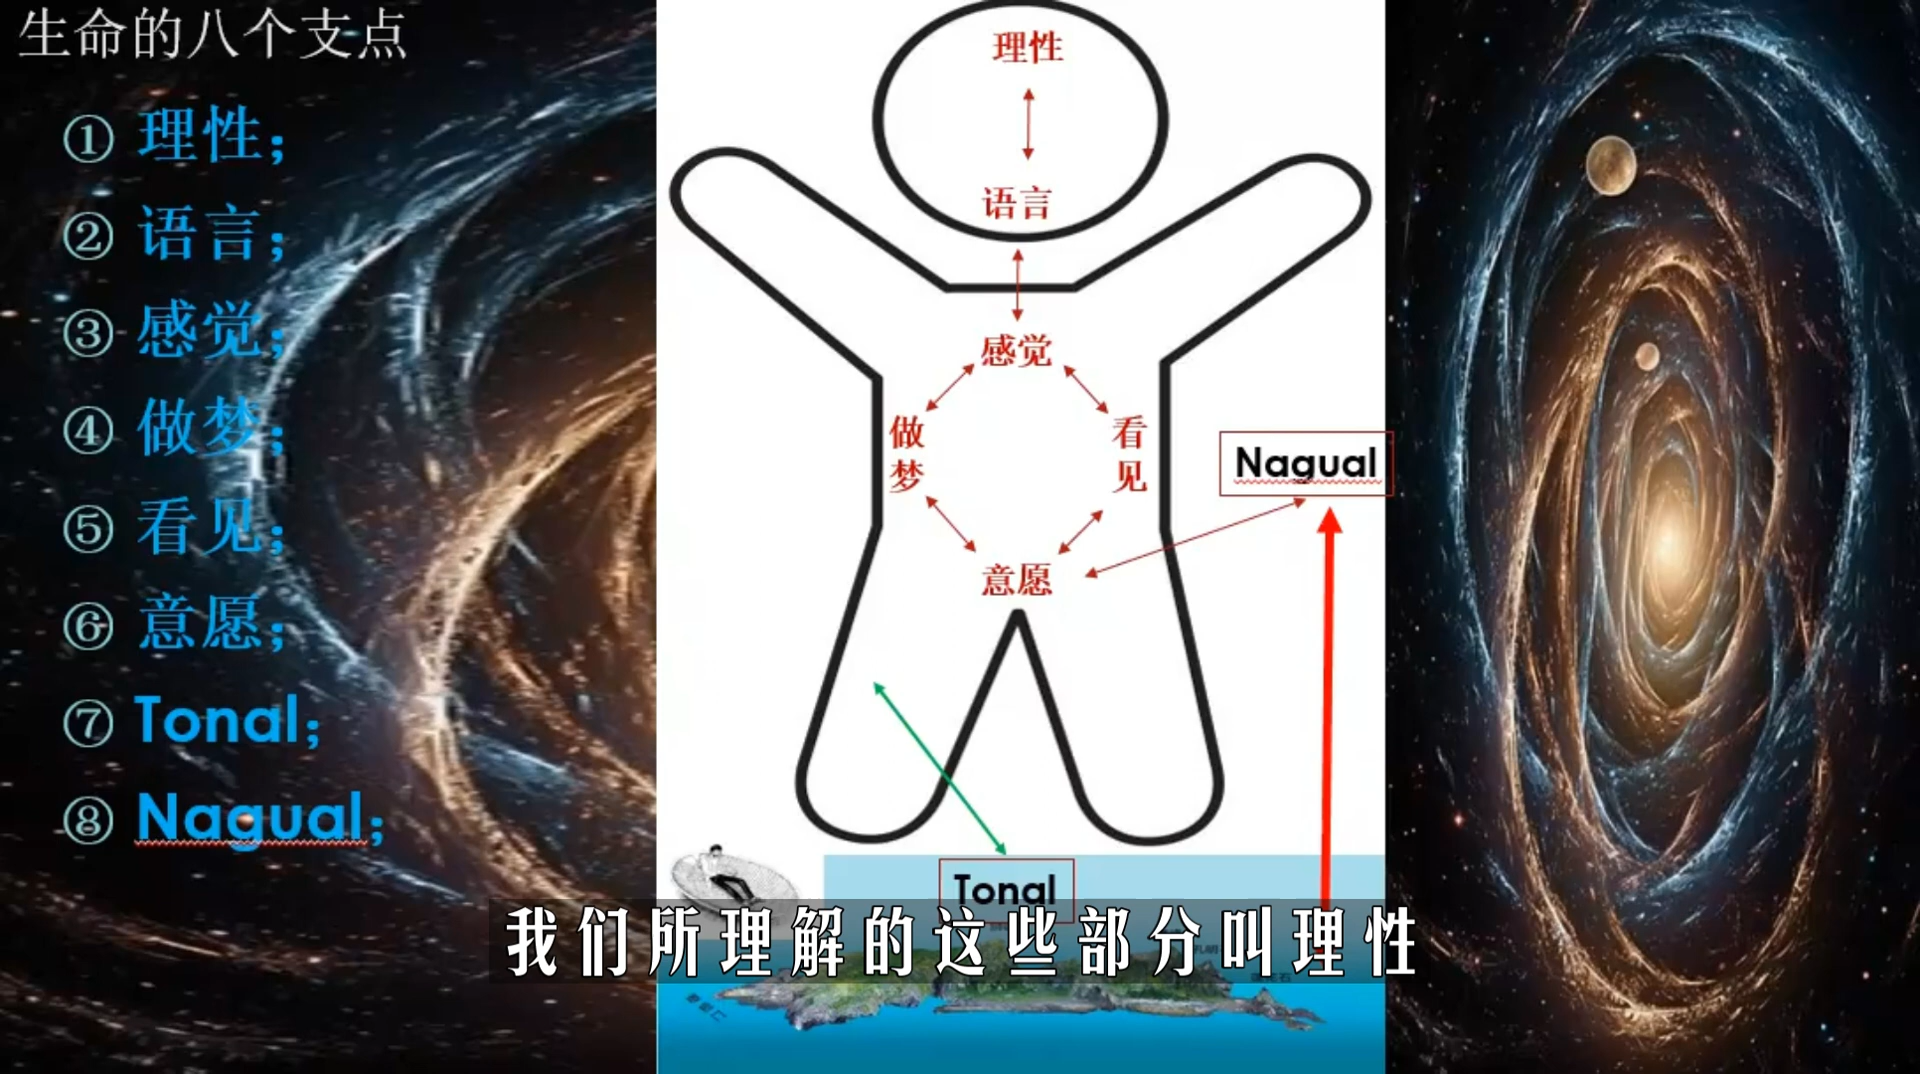 生命的八个支点
① 理性；
② 语言；
③ 感觉；
④ 做梦；
⑤ 看见；
⑥ 意愿；
⑦ Tonal；
⑧ Nagual；
理性
语言
感觉
做梦
看见
意愿
Nagual
Tonal
我们所理解的这些部分叫理性